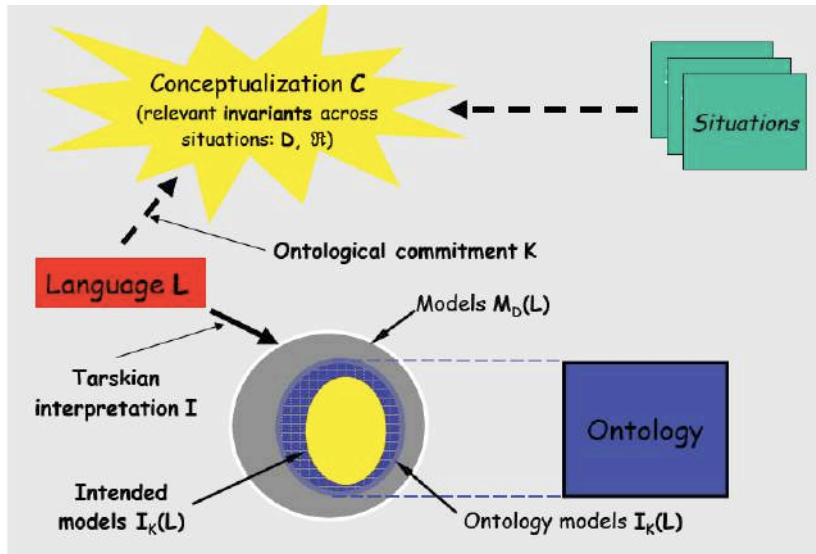 Conceptualization C
(relevant invariants across
situations: D, ℜ)
Situations
Ontological commitment K
Language L
Models M_D(L)
Tarskian
interpretation I
Ontology
Intended
models I_K(L)
Ontology models I_K(L)